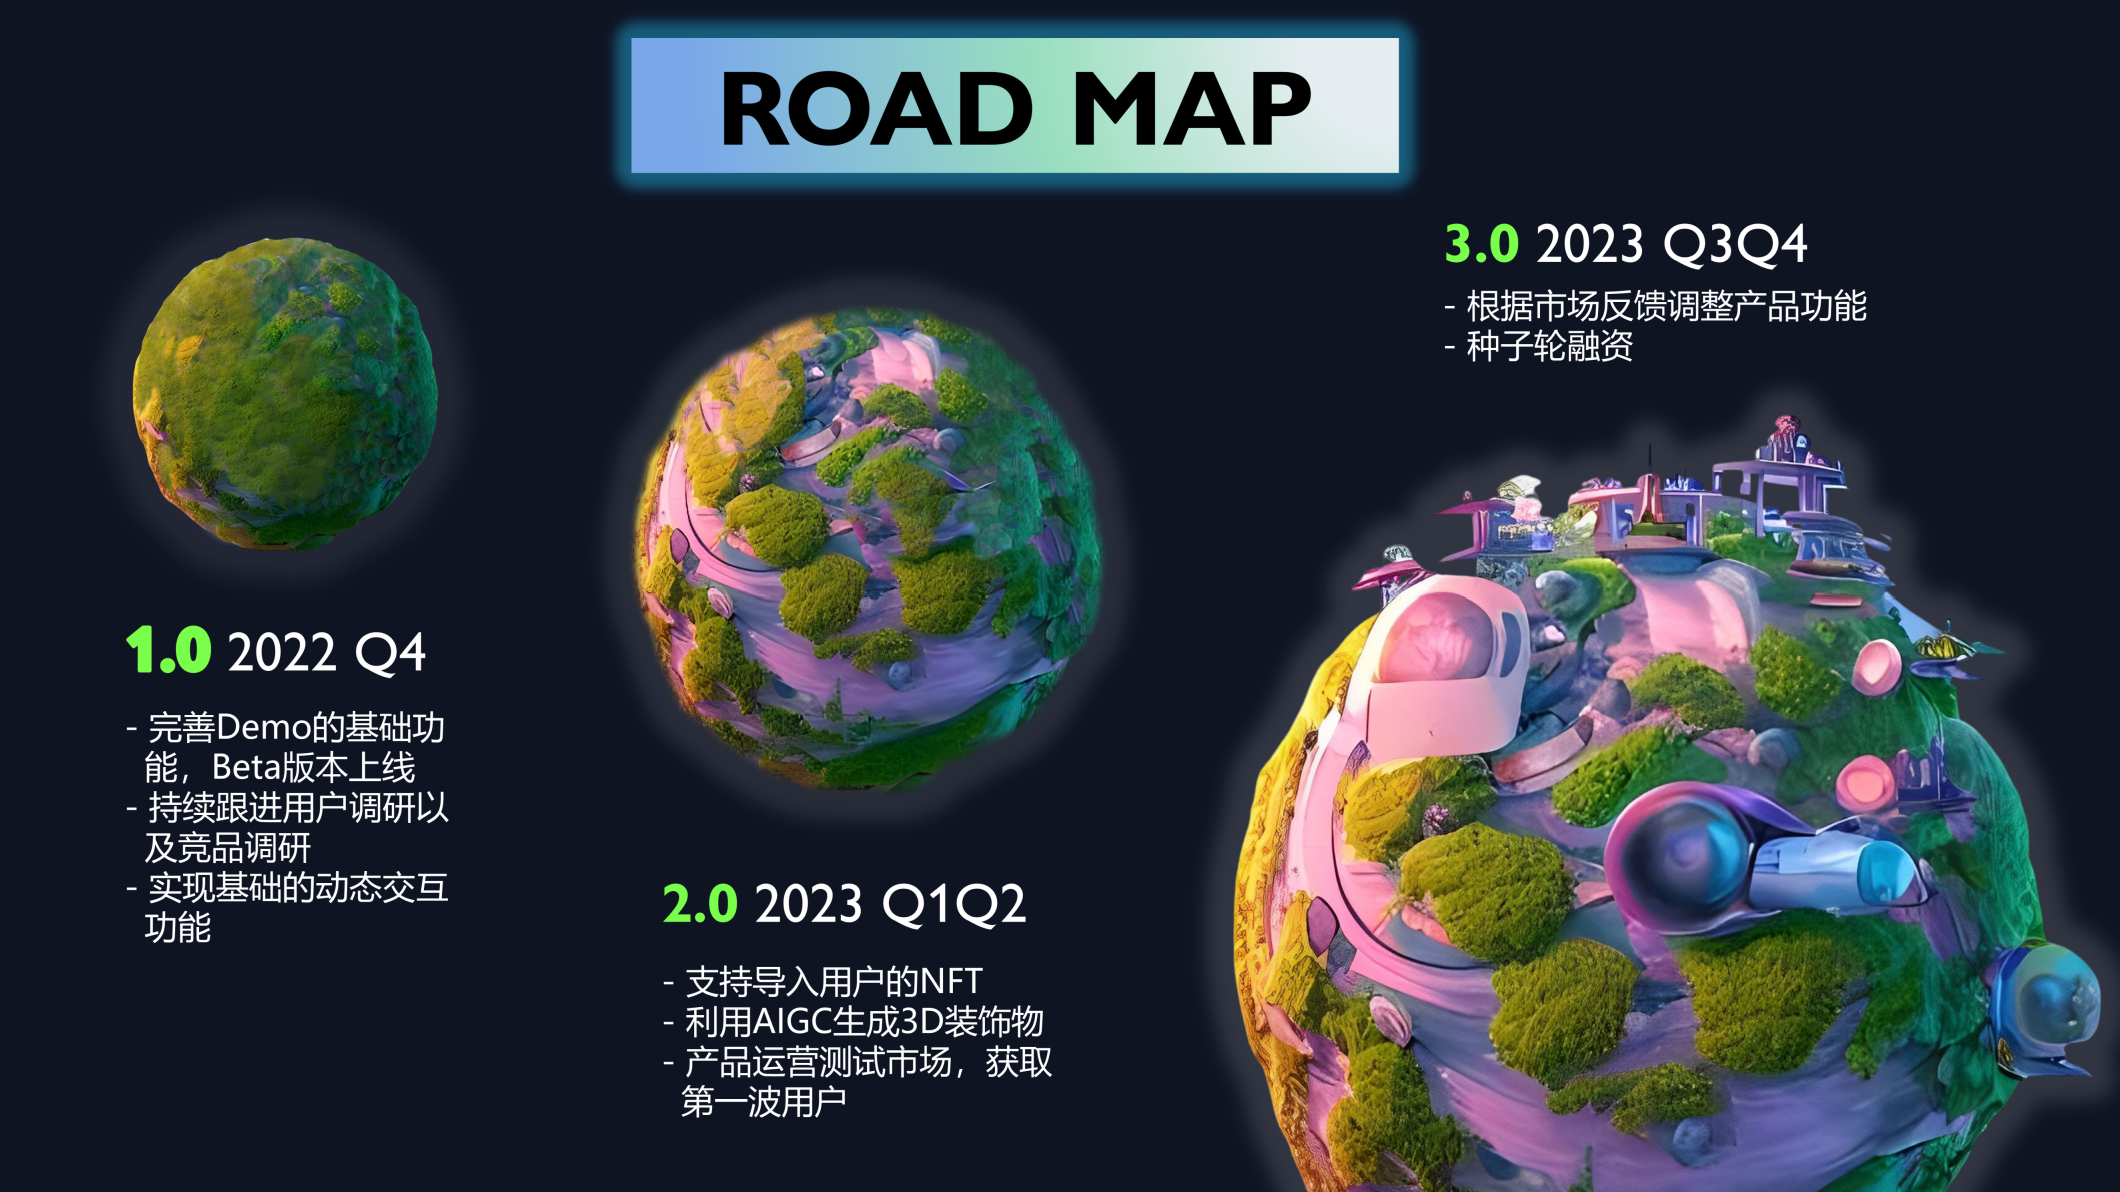 ROAD MAP
1.0 2022 Q4
- 完善Demo的基础功
能，Beta版本上线
- 持续跟进用户调研以
及竞品调研
- 实现基础的动态交互
功能
2.0 2023 Q1Q2
- 支持导入用户的NFT
- 利用AIGC生成3D装饰物
- 产品运营测试市场，获取
第一波用户
3.0 2023 Q3Q4
- 根据市场反馈调整产品功能
- 种子轮融资